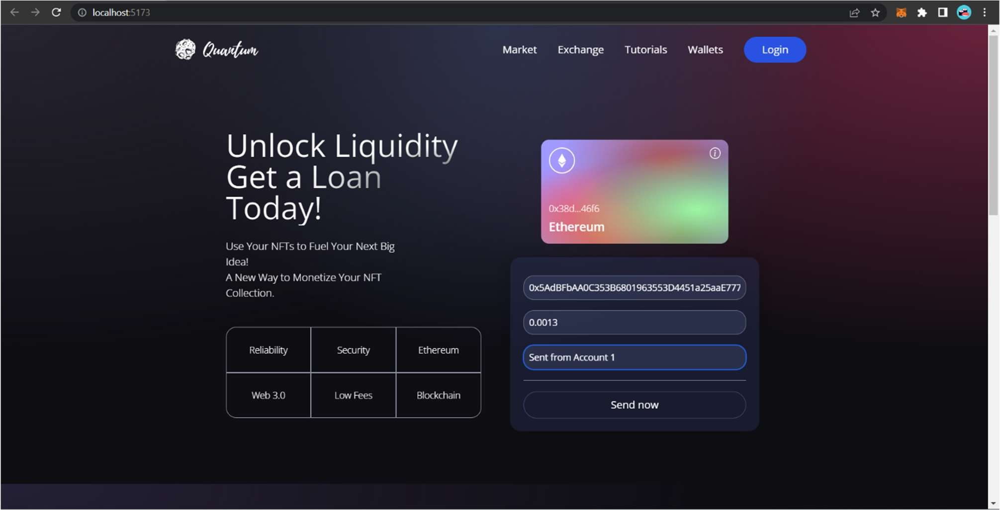 localhost:5173
Quantum
Market
Exchange
Tutorials
Wallets
Login
Unlock Liquidity
Get a Loan
Today!
Use Your NFTs to Fuel Your Next Big
Idea!
A New Way to Monetize Your NFT
Collection.
Reliability
Security
Ethereum
Web 3.0
Low Fees
Blockchain
i
0x38d...46f6
Ethereum
0x5AdBFbAA0C353B6801963553D4451a25aaE777
0.0013
Sent from Account 1
Send now